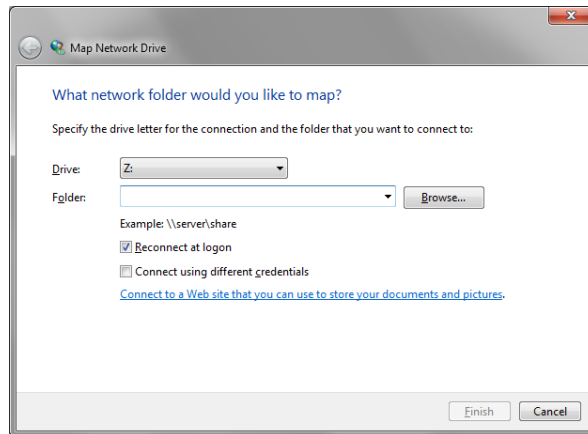 Map Network Drive
What network folder would you like to map?
Specify the drive letter for the connection and the folder that you want to connect to:
Drive: Z:
Folder: Browse...
Example: \\server\share
Reconnect at logon
Connect using different credentials
Connect to a Web site that you can use to store your documents and pictures.
Finish Cancel